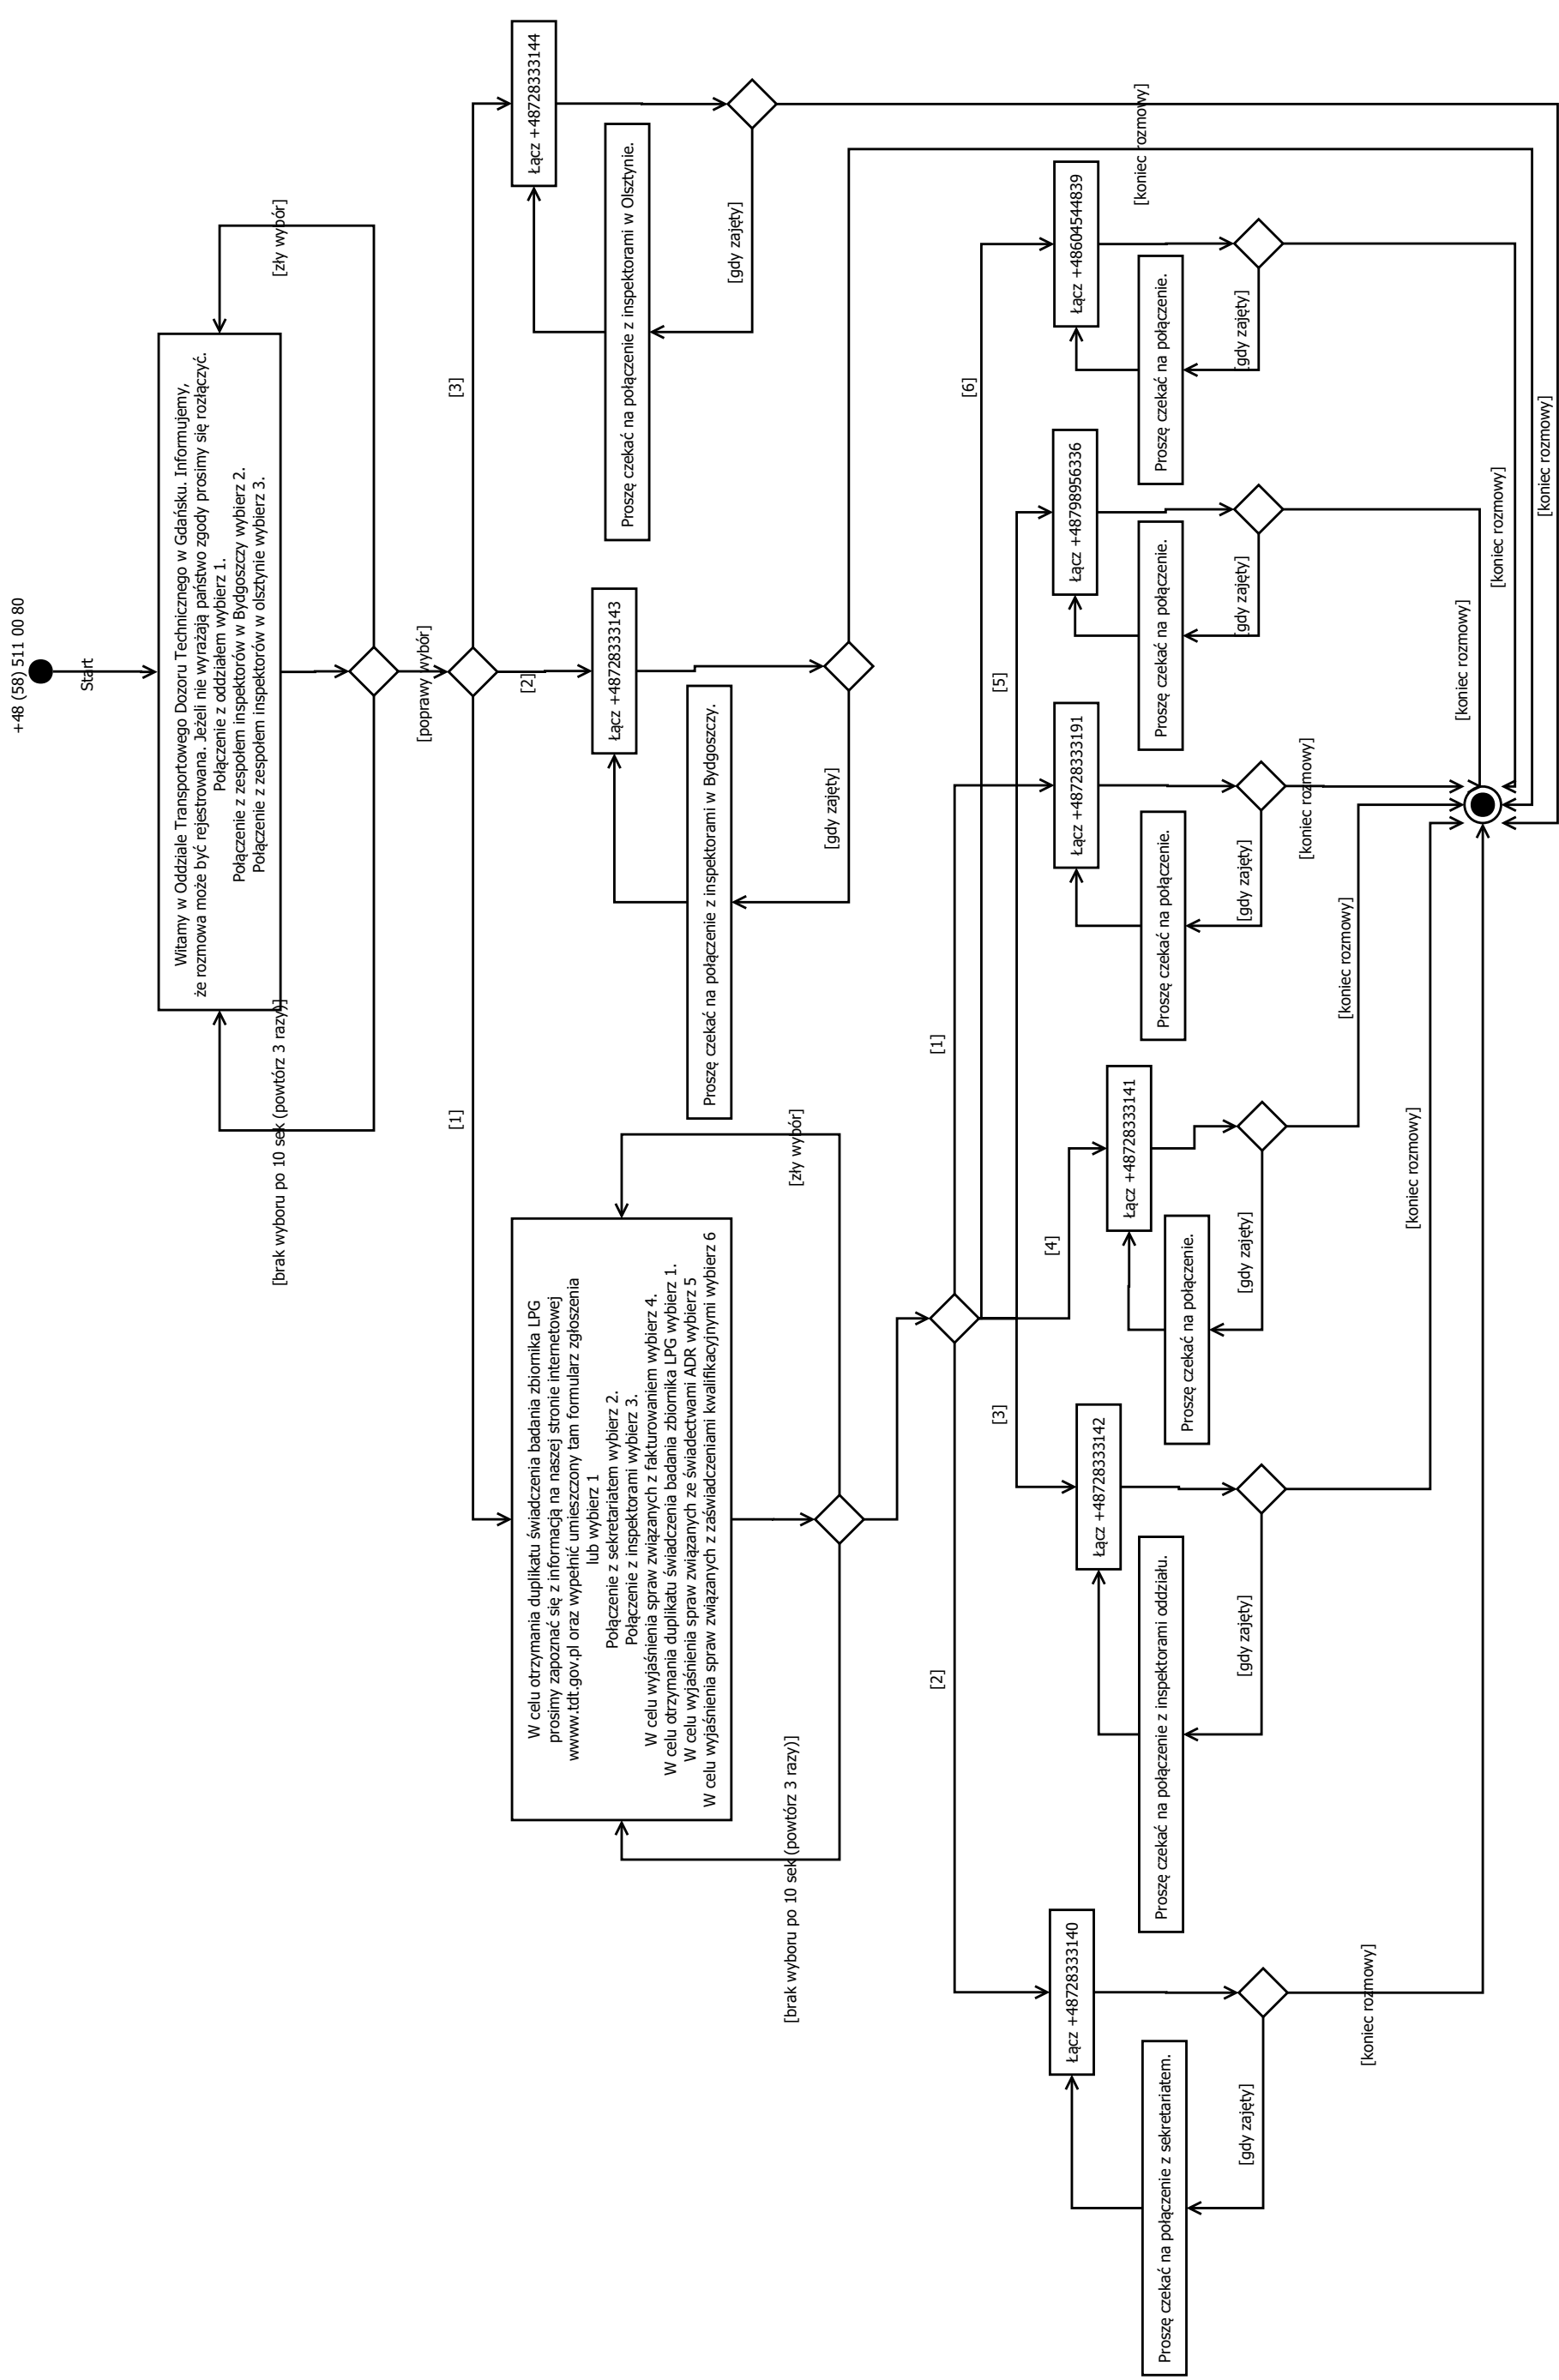 +48 (58) 511 00 80
Start
Witamy w Oddziale Transportowego Dozoru Technicznego w Gdańsku. Informujemy,
że rozmowa może być rejestrowana. Jeżeli nie wyrażają państwo zgody prosimy się rozłączyć.
Połączenie z oddziałem wybierz 1.
Połączenie z zespołem inspektorów w Bydgoszczy wybierz 2.
Połączenie z zespołem inspektorów w olsztynie wybierz 3.
[brak wyboru po 10 sek (powtórz 3 razy)]
[zły wybór]
[poprawy wybór]
[1]
[3]
[2]
W celu otrzymania duplikatu świadczenia badania zbiornika LPG
prosimy zapoznać się z informacją na naszej stronie internetowej
www.tdt.gov.pl oraz wypełnić umieszczony tam formularz zgłoszenia
lub wybierz 1
Połączenie z sekretariatem wybierz 2.
Połączenie z inspektorami wybierz 3.
W celu wyjaśnienia spraw związanych z fakturowaniem wybierz 4.
W celu otrzymania duplikatu świadczenia badania zbiornika LPG wybierz 1.
W celu wyjaśnienia spraw związanych ze świadectwami ADR wybierz 5
W celu wyjaśnienia spraw związanych z zaświadczeniami kwalifikacyjnymi wybierz 6
Łącz +48728333143
Łącz +48728333144
Proszę czekać na połączenie z inspektorami w Bydgoszczy.
Proszę czekać na połączenie z inspektorami w Olsztynie.
[gdy zajęty]
[brak wyboru po 10 sek (powtórz 3 razy)]
[zły wybór]
[gdy zajęty]
[2]
[1]
[6]
[3]
[5]
[4]
Łącz +48728333140
Łącz +48728333142
Łącz +48728333141
Łącz +48728333191
Łącz +48798956336
Łącz +48604544839
[koniec rozmowy]
Proszę czekać na połączenie z sekretariatem.
Proszę czekać na połączenie z inspektorami oddziału.
Proszę czekać na połączenie.
Proszę czekać na połączenie.
Proszę czekać na połączenie.
Proszę czekać na połączenie.
[gdy zajęty]
[gdy zajęty]
[gdy zajęty]
[gdy zajęty]
[gdy zajęty]
[gdy zajęty]
[koniec rozmowy]
[koniec rozmowy]
[koniec rozmowy]
[koniec rozmowy]
[koniec rozmowy]
[koniec rozmowy]
[koniec rozmowy]